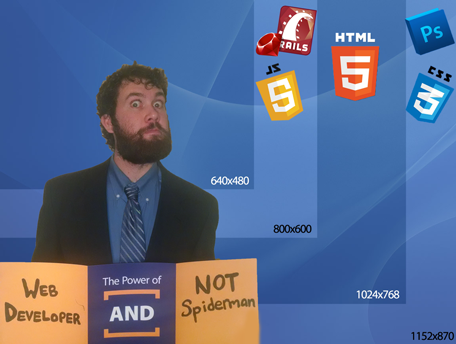 RAILS
HTML
5
JS
5
Ps
CSS
3
640x480
800x600
1024x768
1152x870
WEB
DEVELOPER
The Power of
AND
NOT
Spiderman